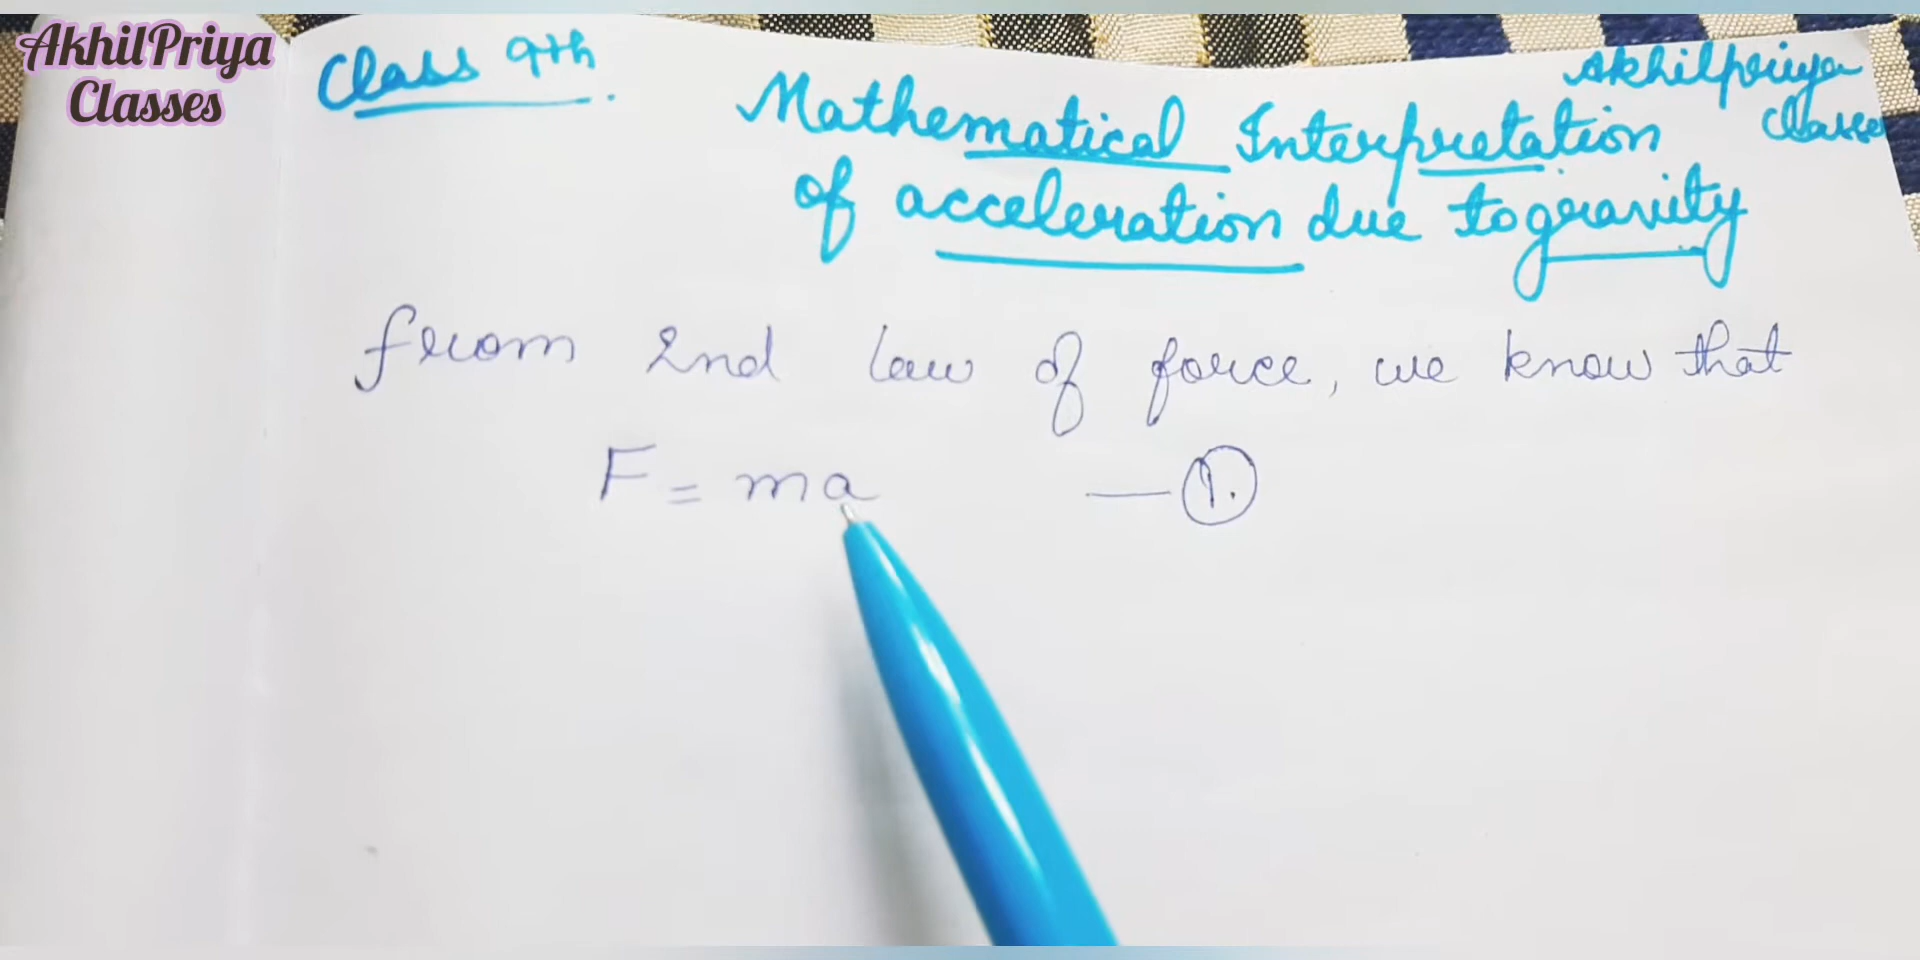 AkhilPriya
Classes
Class 9th.
Akhilpriya
Classes
Mathematical Interpretation
of acceleration due to gravity
from 2nd law of force, we know that
F = ma — 1.